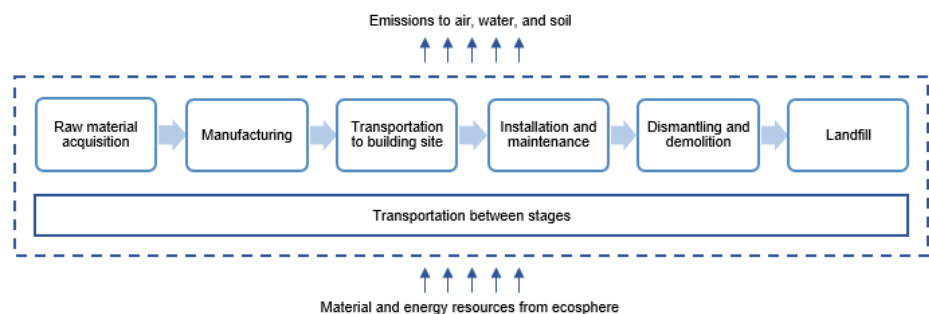 Emissions to air, water, and soil
Raw material
acquisition
Manufacturing
Transportation
to building site
Installation and
maintenance
Dismantling and
demolition
Landfill
Transportation between stages
Material and energy resources from ecosphere